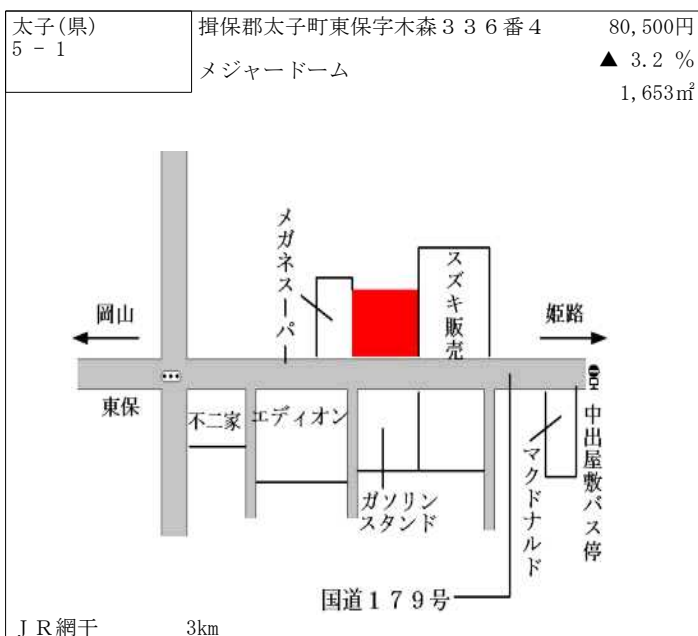 太子(県)
5 - 1
揖保郡太子町東保字木森３３６番４
メジャードーム
80,500円
▲ 3.2 %
1,653㎡
メガネスーパー
スズキ販売
岡山
姫路
東保
不二家
エディオン
ガソリン
スタンド
マクドナルド
中出屋敷バス停
国道１７９号
ＪＲ網干
3km